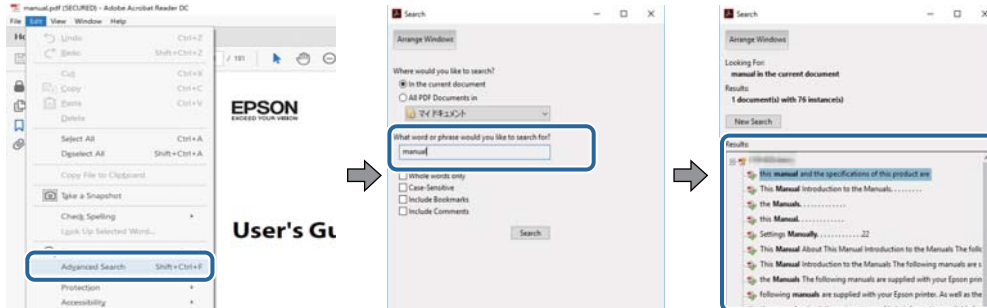 manual.pdf (SECURED) - Adobe Acrobat Reader DC
File Edit View Window Help
Undo Ctrl+Z
Redo Shift+Ctrl+Z
Cut Ctrl+X
Copy Ctrl+C
Paste Ctrl+V
Delete
Select All Ctrl+A
Deselect All Shift+Ctrl+A
Copy File to Clipboard
Take a Snapshot
Check Spelling
Look Up Selected Word...
Advanced Search Shift+Ctrl+F
Protection
Accessibility
/ 181
EPSON
EXCEED YOUR VISION
User's Gu
Search
Arrange Windows
Where would you like to search?
In the current document
All PDF Documents in
マイ ドキュメント
What word or phrase would you like to search for?
manual
Whole words only
Case-Sensitive
Include Bookmarks
Include Comments
Search
Search
Arrange Windows
Looking For:
manual in the current document
Results:
1 document(s) with 76 instance(s)
New Search
Results:
this manual and the specifications of this product are
This Manual Introduction to the Manuals. . . . . . . . .
the Manuals. . . . . . . . . . . .
this Manual. . . . . . . . . . . .
Settings Manually. . . . . . . . . . . .22
This Manual About This Manual Introduction to the Manuals The follo
This Manual Introduction to the Manuals The following manuals are s
the Manuals The following manuals are supplied with your Epson prin
following manuals are supplied with your Epson printer. As well as the